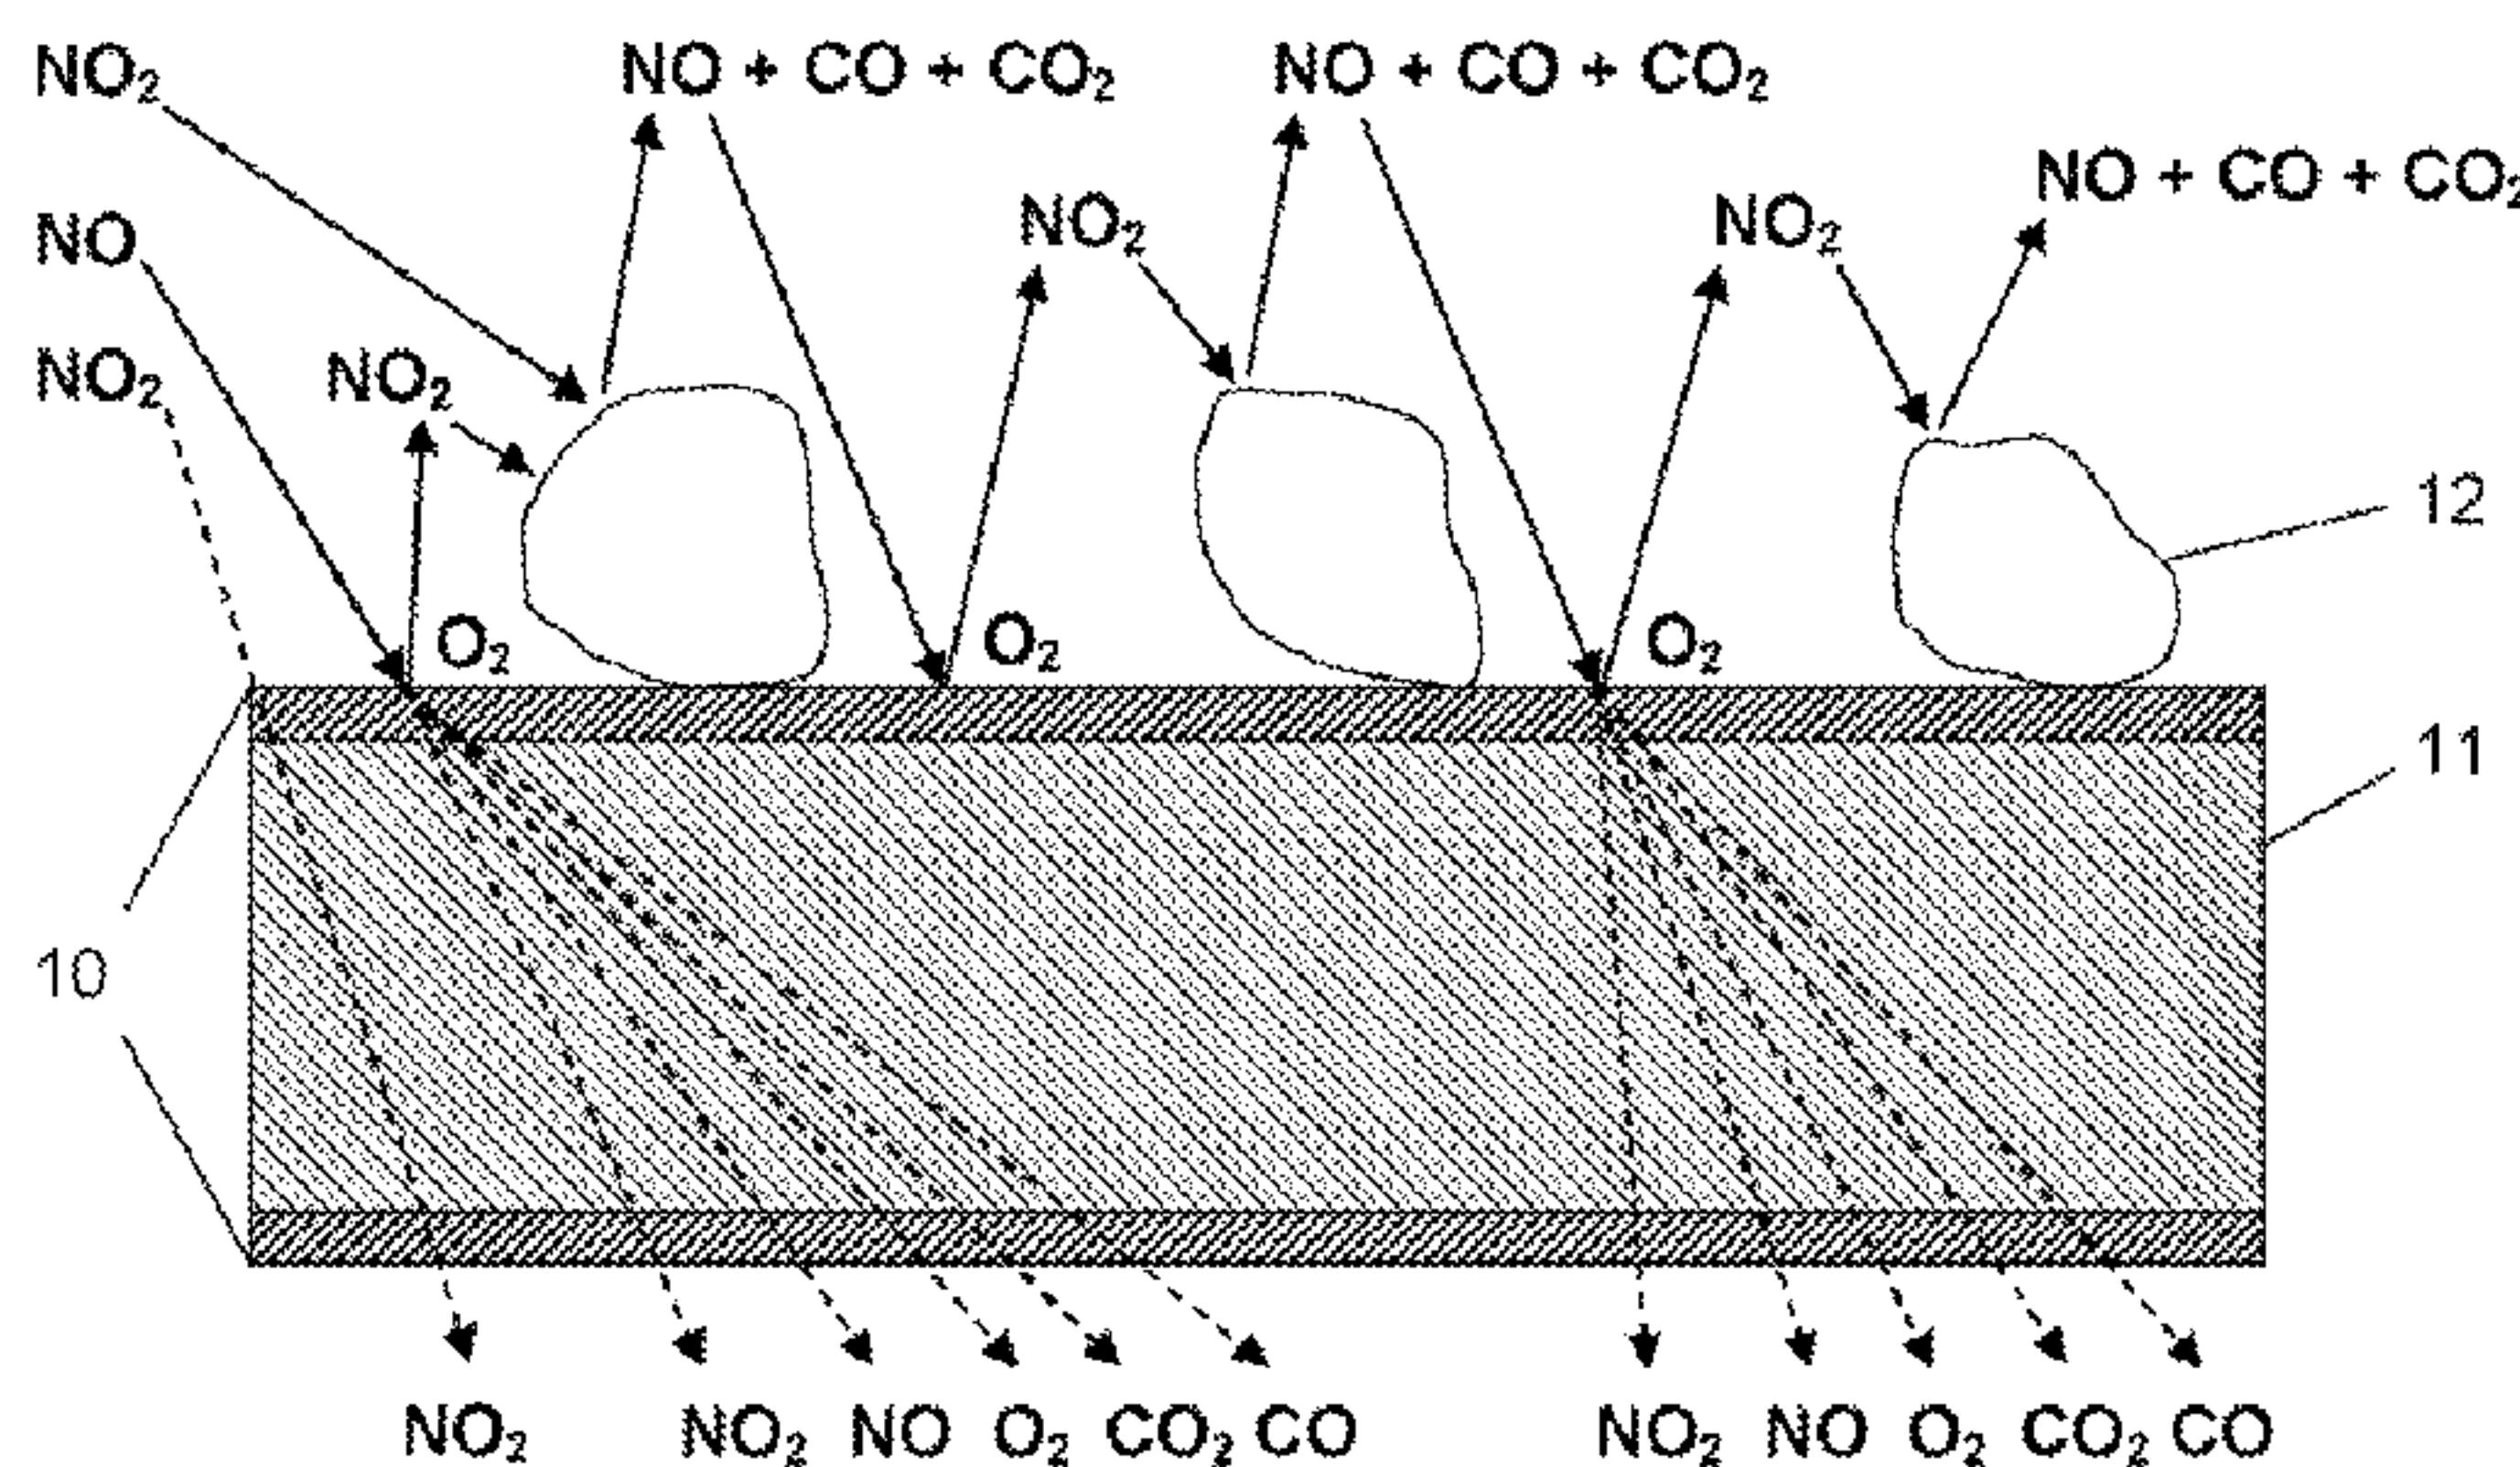 NO₂ NO + CO + CO₂ NO + CO + CO₂
NO + CO + CO₂
NO NO₂ NO₂
NO₂ NO₂
12
O₂ O₂ O₂
11
10
NO₂ NO₂ NO O₂ CO₂ CO NO₂ NO O₂ CO₂ CO